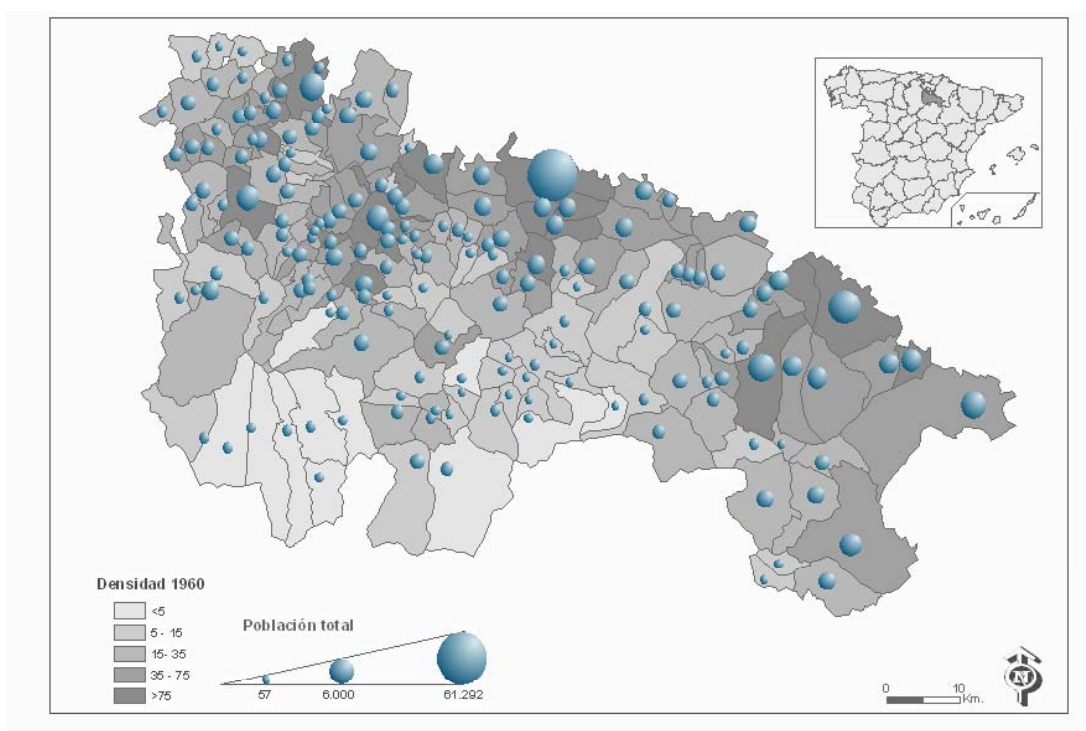 Densidad 1960
<5
5 - 15
15- 35
35 - 75
>75
Población total
57
6.000
61.292
N
0
10
Km.